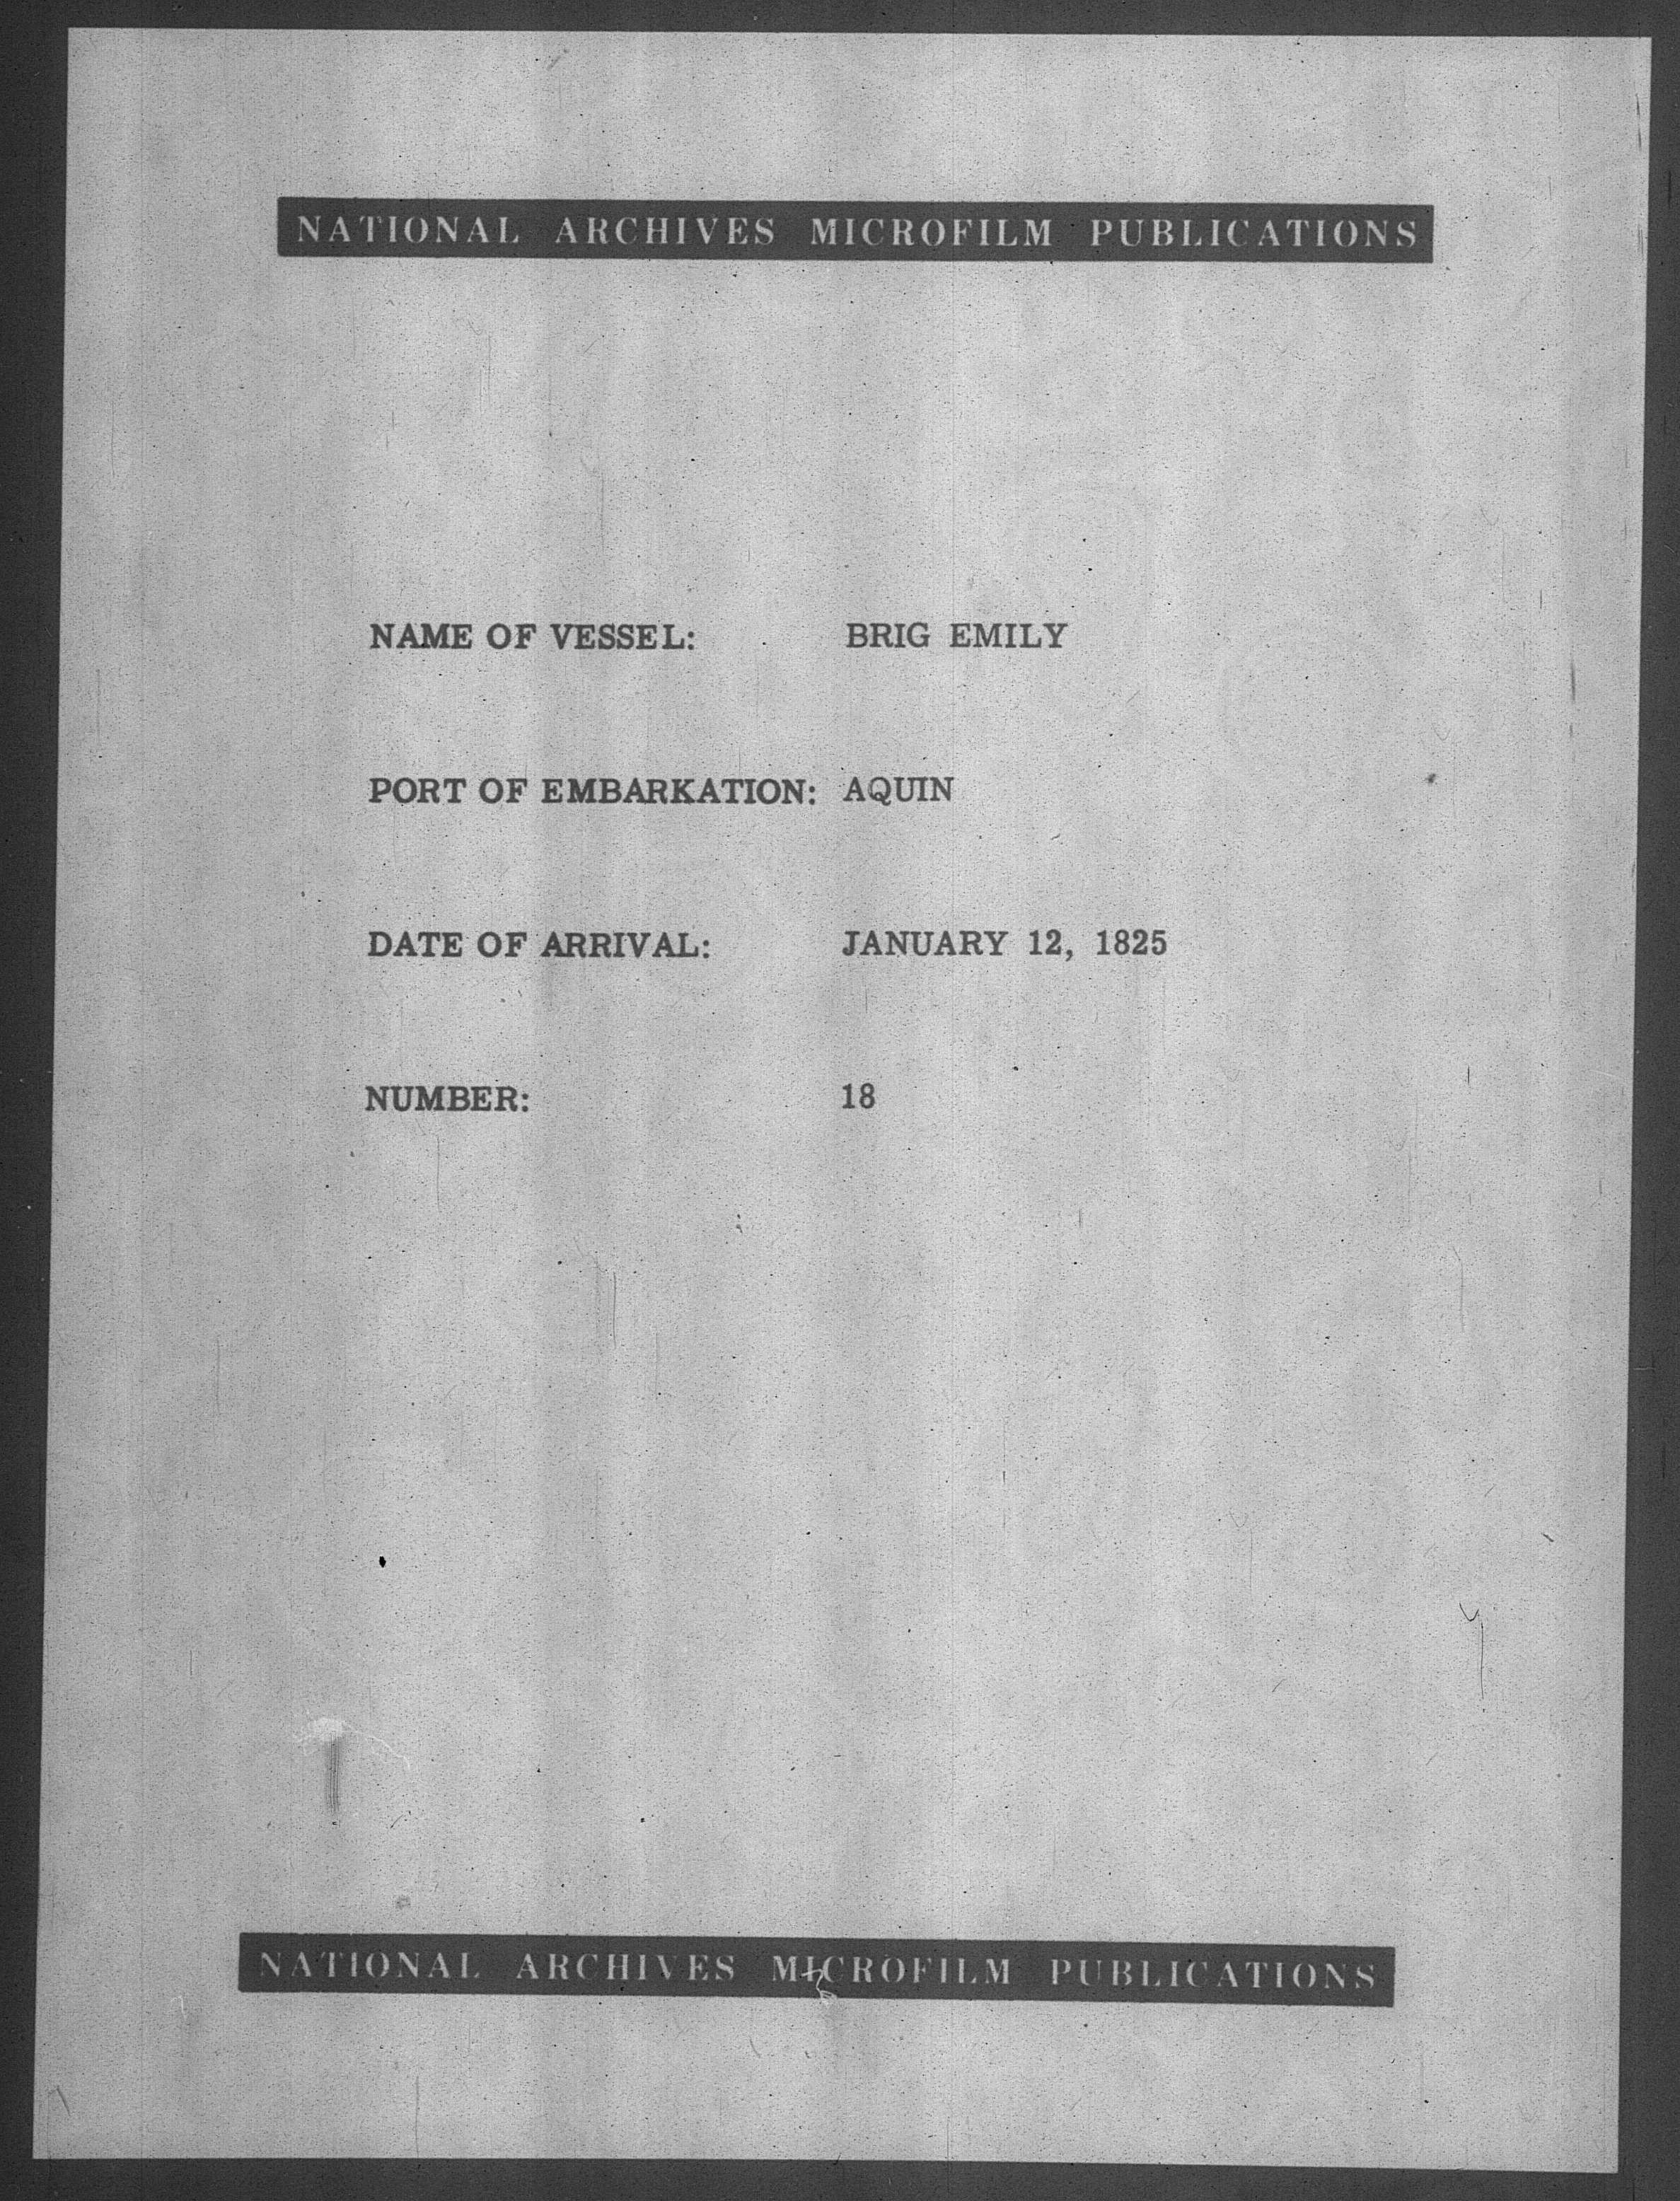 NATIONAL ARCHIVES MICROFILM PUBLICATIONS
NAME OF VESSEL: BRIG EMILY
PORT OF EMBARKATION: AQUIN
DATE OF ARRIVAL: JANUARY 12, 1825
NUMBER: 18
NATIONAL ARCHIVES MICROFILM PUBLICATIONS